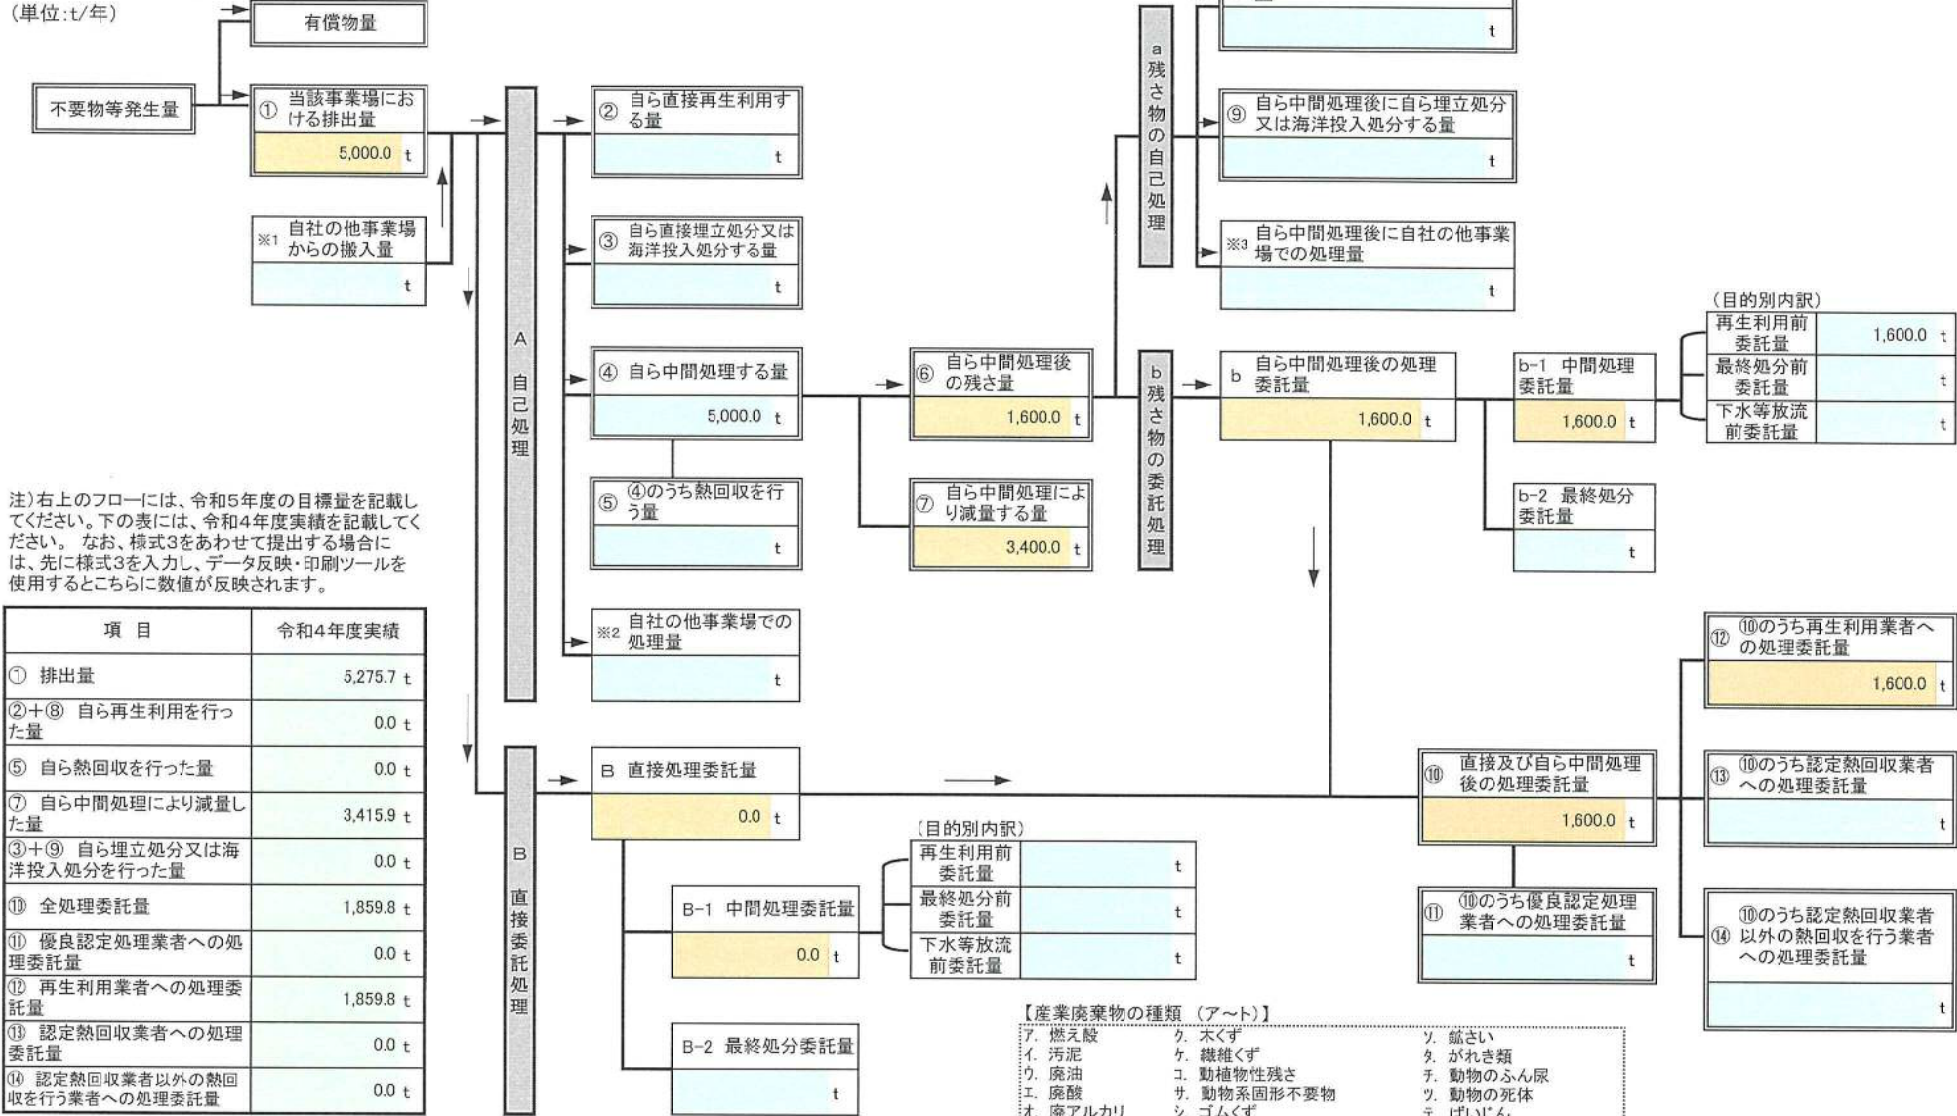 (単位:t/年)
有償物量
不要物等発生量
① 当該事業場にお
ける排出量
5,000.0 t
※1 自社の他事業場
からの搬入量
t
A 自己処理
② 自ら直接再生利用す
る量
t
③ 自ら直接埋立処分又は
海洋投入処分する量
t
④ 自ら中間処理する量
5,000.0 t
⑤ ④のうち熱回収を行
う量
t
※2 自社の他事業場での
処理量
t
⑥ 自ら中間処理後
の残さ量
1,600.0 t
⑦ 自ら中間処理によ
り減量する量
3,400.0 t
a 残さ物の自己処理
t
⑨ 自ら中間処理後に自ら埋立処分
又は海洋投入処分する量
t
※3 自ら中間処理後に自社の他事業
場での処理量
t
b 残さ物の委託処理
b 自ら中間処理後の処理
委託量
1,600.0 t
b-1 中間処理
委託量
1,600.0 t
b-2 最終処分
委託量
t
(目的別内訳)
再生利用前
委託量
1,600.0 t
最終処分前
委託量
t
下水等放流
前委託量
t
注)右上のフローには、令和5年度の目標量を記載し
てください。下の表には、令和4年度実績を記載してく
ださい。 なお、様式3をあわせて提出する場合に
は、先に様式3を入力し、データ反映・印刷ツールを
使用するとこちらに数値が反映されます。
項 目 令和4年度実績
① 排出量 5,275.7 t
②+⑧ 自ら再生利用を行っ
た量 0.0 t
⑤ 自ら熱回収を行った量 0.0 t
⑦ 自ら中間処理により減量し
た量 3,415.9 t
③+⑨ 自ら埋立処分又は海
洋投入処分を行った量 0.0 t
⑩ 全処理委託量 1,859.8 t
⑪ 優良認定処理業者への処
理委託量 0.0 t
⑫ 再生利用業者への処理委
託量 1,859.8 t
⑬ 認定熱回収業者への処理
委託量 0.0 t
⑭ 認定熱回収業者以外の熱回
収を行う業者への処理委託量 0.0 t
B 直接委託処理
B 直接処理委託量
0.0 t
B-1 中間処理委託量
0.0 t
B-2 最終処分委託量
t
(目的別内訳)
再生利用前
委託量
t
最終処分前
委託量
t
下水等放流
前委託量
t
⑩ 直接及び自ら中間処理
後の処理委託量
1,600.0 t
⑪ ⑩のうち優良認定処理
業者への処理委託量
t
⑫ ⑩のうち再生利用業者へ
の処理委託量
1,600.0 t
⑬ ⑩のうち認定熱回収業者
への処理委託量
t
⑭ ⑩のうち認定熱回収業者
以外の熱回収を行う業者
への処理委託量
t
【産業廃棄物の種類 (ア～ト)】
ア. 燃え殻 ク. 木くず ソ. 鉱さい
イ. 汚泥 ケ. 繊維くず タ. がれき類
ウ. 廃油 コ. 動植物性残さ チ. 動物のふん尿
エ. 廃酸 サ. 動物系固形不要物 ツ. 動物の死体
オ. 廃アルカリ シ. ゴムくず テ. ばいじん